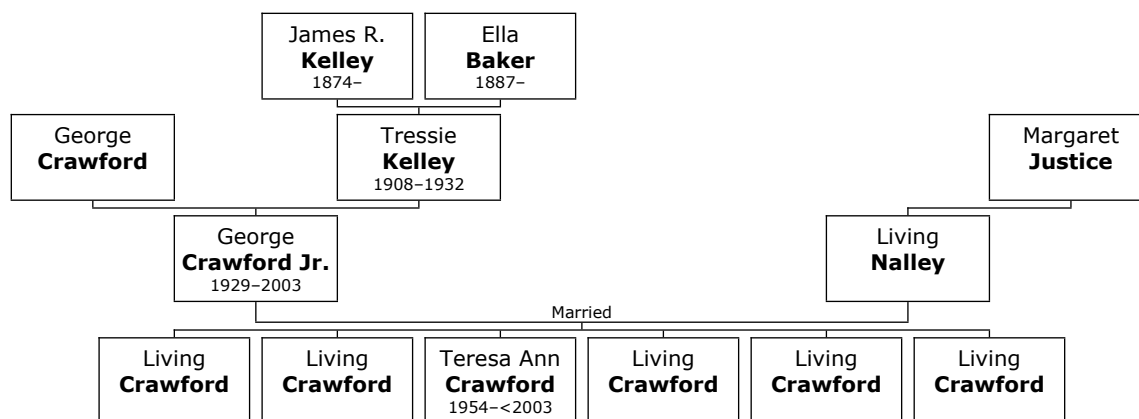 James R.
Kelley
1874–
Ella
Baker
1887–
George
Crawford
Tressie
Kelley
1908–1932
Margaret
Justice
George
Crawford Jr.
1929–2003
Living
Nalley
Married
Living
Crawford
Living
Crawford
Teresa Ann
Crawford
1954–<2003
Living
Crawford
Living
Crawford
Living
Crawford